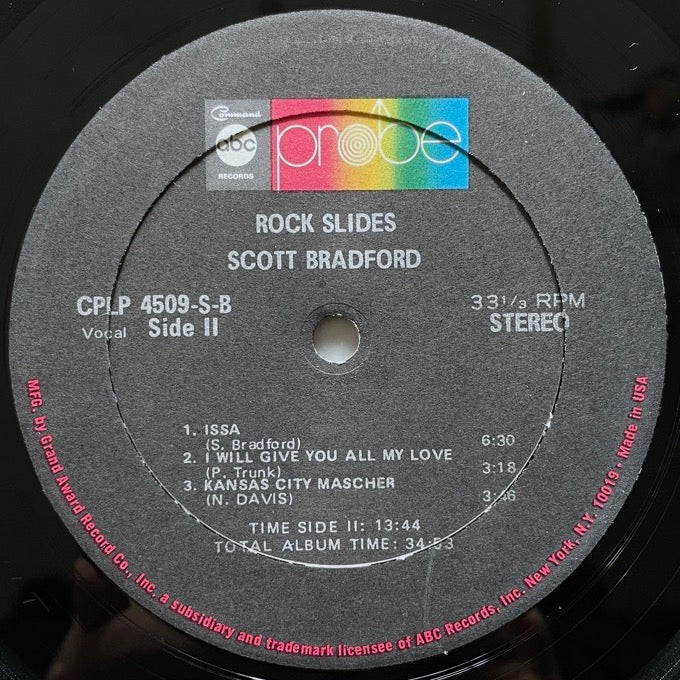 Command
abc
RECORDS
probe
ROCK SLIDES
SCOTT BRADFORD
CPLP 4509-S-B
Vocal Side II
33 1/3 RPM
STEREO
1. ISSA
(S. Bradford) 6:30
2. I WILL GIVE YOU ALL MY LOVE
(P. Trunk) 3:18
3. KANSAS CITY MASCHER
(N. DAVIS) 3:46
TIME SIDE II: 13:44
TOTAL ALBUM TIME: 34:53
MFG. by Grand Award Record Co., Inc. a subsidiary and trademark licensee of ABC Records, Inc. New York, N.Y. 10019 • Made in USA